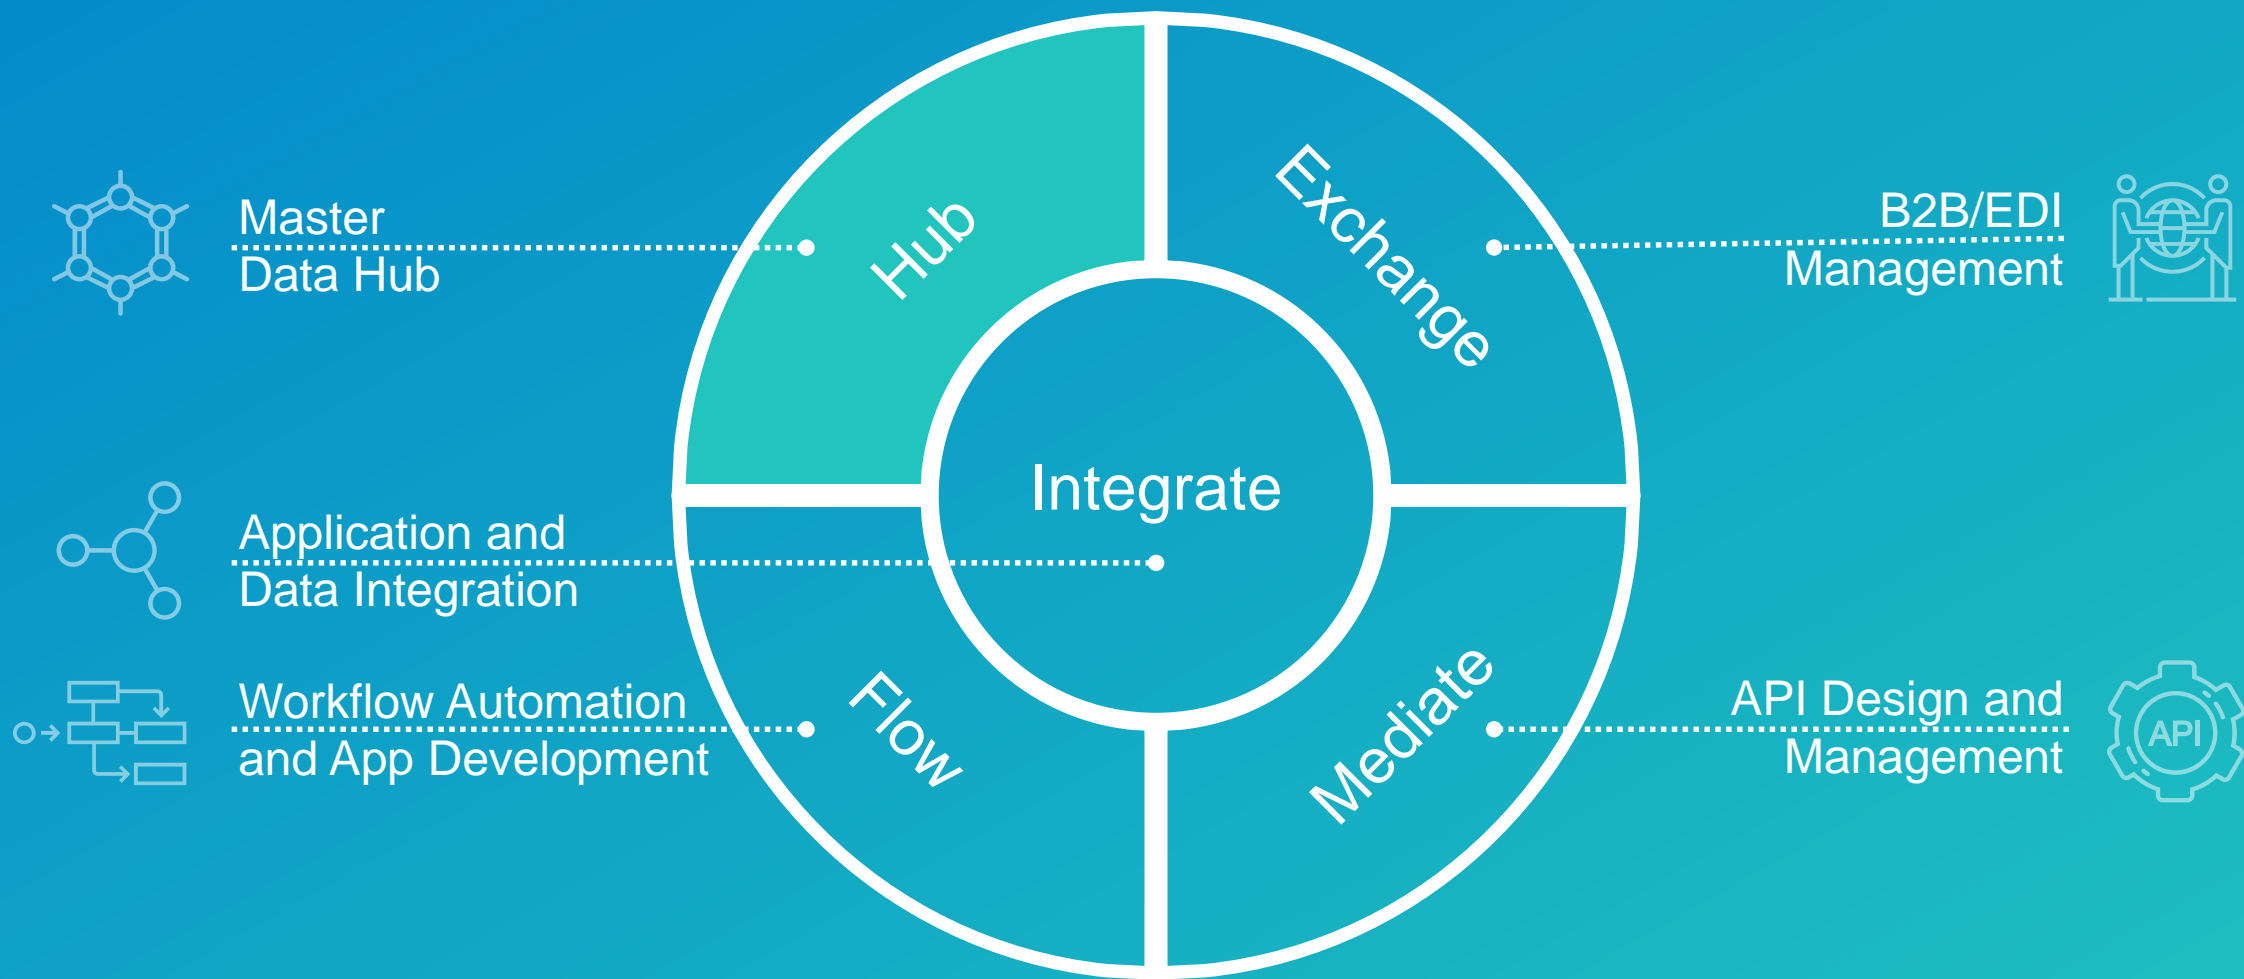 Master
Data Hub
Hub
Exchange
B2B/EDI
Management
Integrate
Application and
Data Integration
Workflow Automation
and App Development
Flow
Mediate
API Design and
Management
API